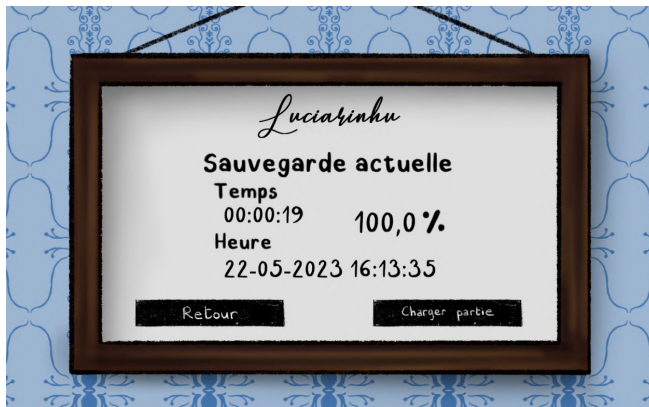 Luciarinhu
Sauvegarde actuelle
Temps
00:00:19
100,0 %
Heure
22-05-2023 16:13:35
Retour
Charger partie